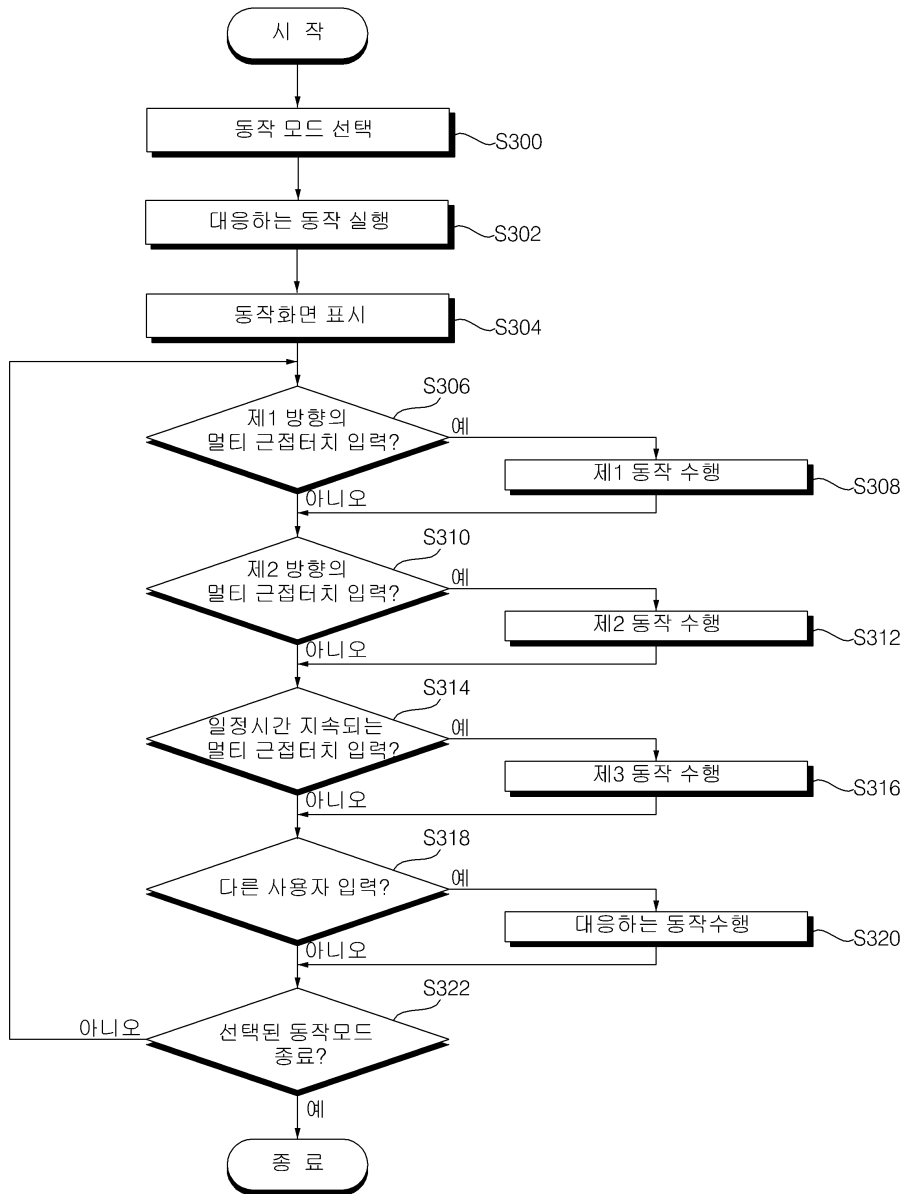 시 작
동작 모드 선택
S300
대응하는 동작 실행
S302
동작화면 표시
S304
S306
제1 방향의
멀티 근접터치 입력?
예
제1 동작 수행
S308
아니오
S310
제2 방향의
멀티 근접터치 입력?
예
제2 동작 수행
S312
아니오
S314
일정시간 지속되는
멀티 근접터치 입력?
예
제3 동작 수행
S316
아니오
S318
다른 사용자 입력?
예
대응하는 동작수행
S320
아니오
S322
선택된 동작모드
종료?
아니오
예
종 료